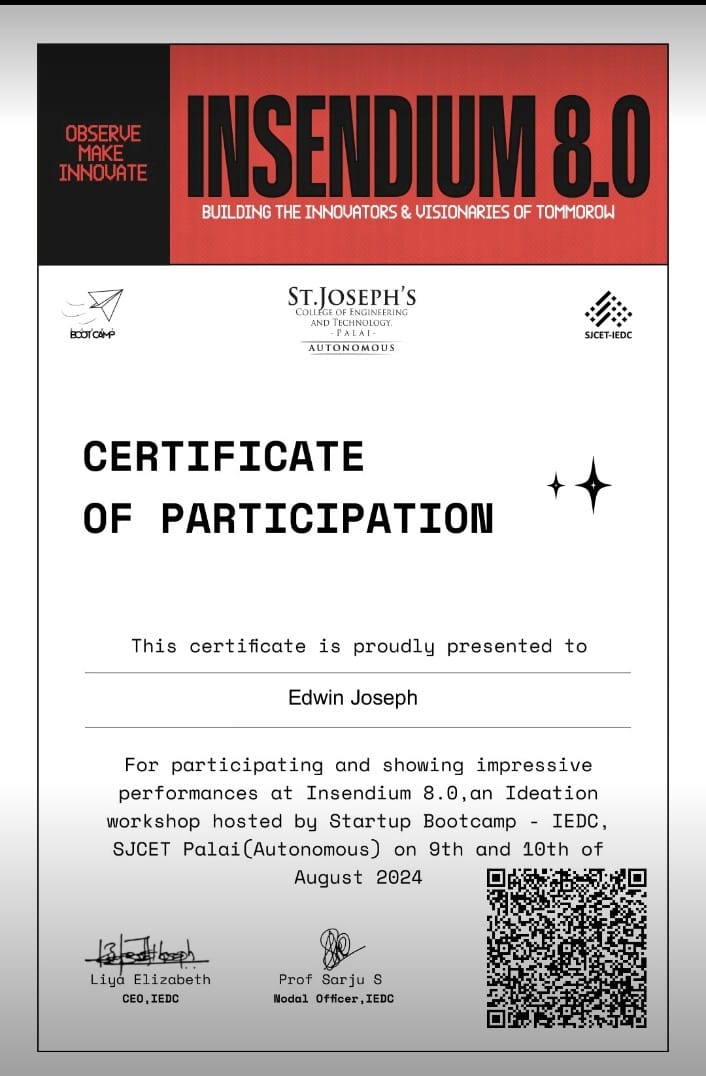 OBSERVE
MAKE
INNOVATE
INSENDIUM 8.0
BUILDING THE INNOVATORS & VISIONARIES OF TOMMOROW
BOOTCAMP
ST.JOSEPH'S
COLLEGE OF ENGINEERING
AND TECHNOLOGY,
- PALAI-
AUTONOMOUS
SJCET-IEDC
CERTIFICATE
OF PARTICIPATION
This certificate is proudly presented to
Edwin Joseph
For participating and showing impressive
performances at Insendium 8.0,an Ideation
workshop hosted by Startup Bootcamp - IEDC,
SJCET Palai(Autonomous) on 9th and 10th of
August 2024
Liya Elizabeth
CEO,IEDC
Prof Sarju S
Nodal Officer,IEDC